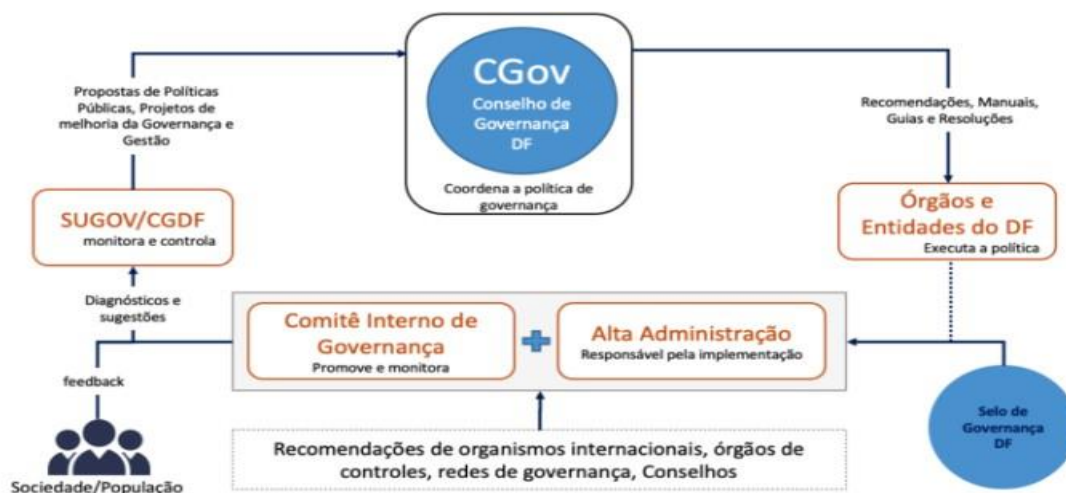 CGov
Conselho de
Governança
DF
Coordena a política de
governança
Propostas de Políticas
Públicas, Projetos de
melhoria da Governança e
Gestão
Recomendações, Manuais,
Guias e Resoluções
SUGOV/CGDF
monitora e controla
Órgãos e
Entidades do DF
Executa a política
Diagnósticos e
sugestões
Comitê Interno de
Governança
Promove e monitora
Alta Administração
Responsável pela implementação
feedback
Selo de
Governança
DF
Recomendações de organismos internacionais, órgãos de
controles, redes de governança, Conselhos
Sociedade/População